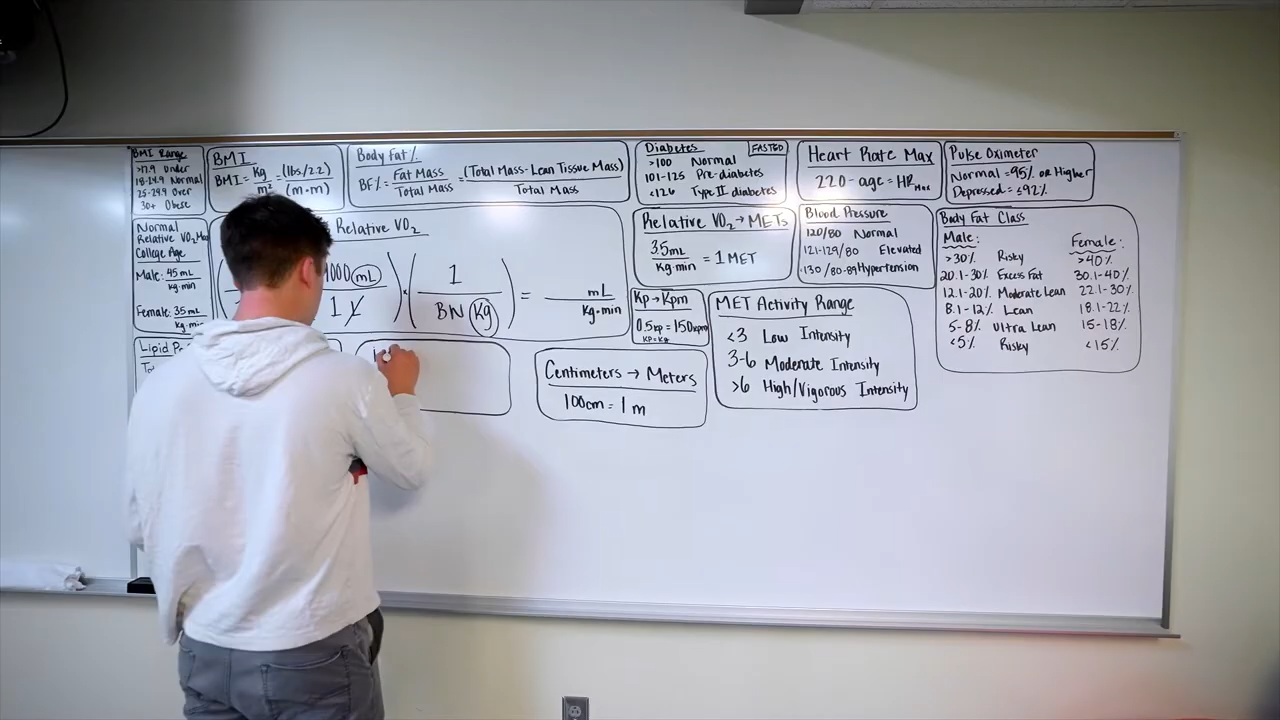 BMI Range
>17.9 Under
18-24.9 Normal
25-29.9 Over
30+ Obese
BMI
BMI = Kg = (lbs/2.2)
m² (m·m)
Body Fat %
BF% = Fat Mass = (Total Mass - Lean Tissue Mass)
Total Mass Total Mass
Diabetes FASTED
>100 Normal
101-125 Pre-diabetes
<126 Type II diabetes
Heart Rate Max
220 - age = HR Max
Pulse Oximeter
Normal = 95% or Higher
Depressed = ≤92%
Normal
Relative VO₂ Max
College Age
Male: 45 mL
Kg·min
Female: 35 mL
Kg·min
Relative VO₂
1000 mL 1
1 BW Kg
= mL
Kg·min
Relative VO₂ → METs
35 mL = 1 MET
Kg·min
Blood Pressure
120/80 Normal
121-129/80 Elevated
130/80-89 Hypertension
Body Fat Class
Male: Female:
>30% Risky >40%
20.1-30% Excess Fat 30.1-40%
12.1-20% Moderate Lean 22.1-30%
8.1-12% Lean 18.1-22%
5-8% Ultra Lean 15-18%
<5% Risky <15%
Kp → Kpm
0.5kp = 150kpm
KP = KG
MET Activity Range
<3 Low Intensity
3-6 Moderate Intensity
>6 High/Vigorous Intensity
Lipid
Centimeters → Meters
100cm = 1m